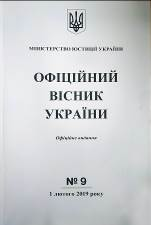 МІНІСТЕРСТВО ЮСТИЦІЇ УКРАЇНИ
ОФІЦІЙНИЙ
ВІСНИК
УКРАЇНИ
Офіційне видання
№ 9
1 лютого 2019 року